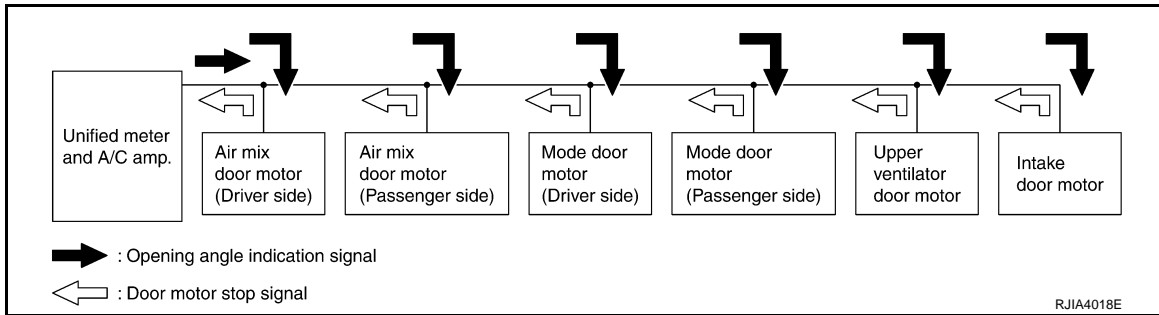 Unified meter
and A/C amp.
Air mix
door motor
(Driver side)
Air mix
door motor
(Passenger side)
Mode door
motor
(Driver side)
Mode door
motor
(Passenger side)
Upper
ventilator
door motor
Intake
door motor
: Opening angle indication signal
: Door motor stop signal
RJIA4018E